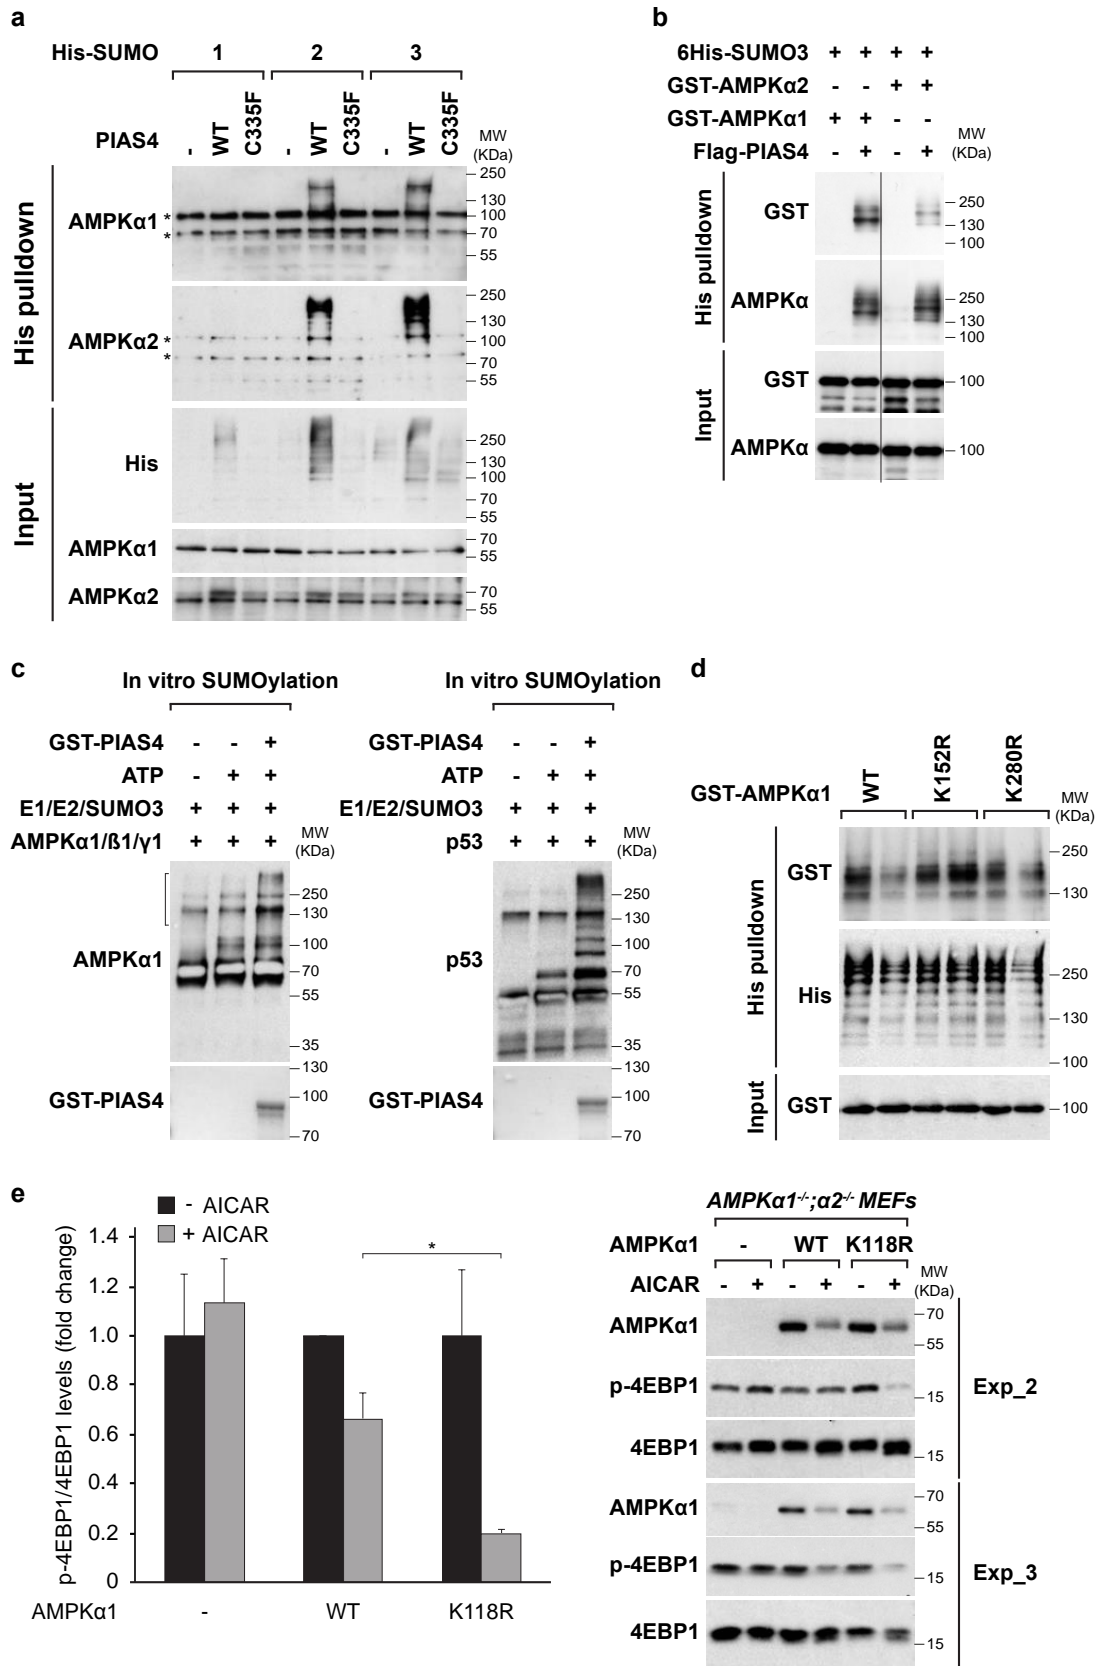 a
His-SUMO 1 2 3
PIAS4 - WT C335F - WT C335F - WT C335F
MW
(KDa)
His pulldown
AMPKα1
*
*
250
130
100
70
55
AMPKα2
*
*
250
130
100
70
55
Input
His
250
130
100
70
55
AMPKα1
70
55
AMPKα2
70
55
b
6His-SUMO3 + + + +
GST-AMPKα2 - - + +
GST-AMPKα1 + + - -
Flag-PIAS4 - + - +
MW
(KDa)
His pulldown
GST
250
130
100
AMPKα
250
130
100
Input
GST
100
AMPKα
100
c
In vitro SUMOylation
GST-PIAS4 - - +
ATP - + +
E1/E2/SUMO3 + + +
AMPKα1/ß1/γ1 + + +
MW
(KDa)
AMPKα1
250
130
100
70
55
35
GST-PIAS4
130
100
70
In vitro SUMOylation
GST-PIAS4 - - +
ATP - + +
E1/E2/SUMO3 + + +
p53 + + +
MW
(KDa)
p53
250
130
100
70
55
35
GST-PIAS4
130
100
70
d
GST-AMPKα1 WT K152R K280R
MW
(KDa)
His pulldown
GST
250
130
His
250
130
100
Input
GST
100
e
- AICAR
+ AICAR
p-4EBP1/4EBP1 levels (fold change)
1.4
1.2
1.0
0.8
0.6
0.4
0.2
0
*
AMPKα1 - WT K118R
AMPKα1-/-;α2-/- MEFs
AMPKα1 - WT K118R
AICAR - + - + - +
MW
(KDa)
AMPKα1
70
55
p-4EBP1
15
4EBP1
15
Exp_2
AMPKα1
70
55
p-4EBP1
15
4EBP1
15
Exp_3